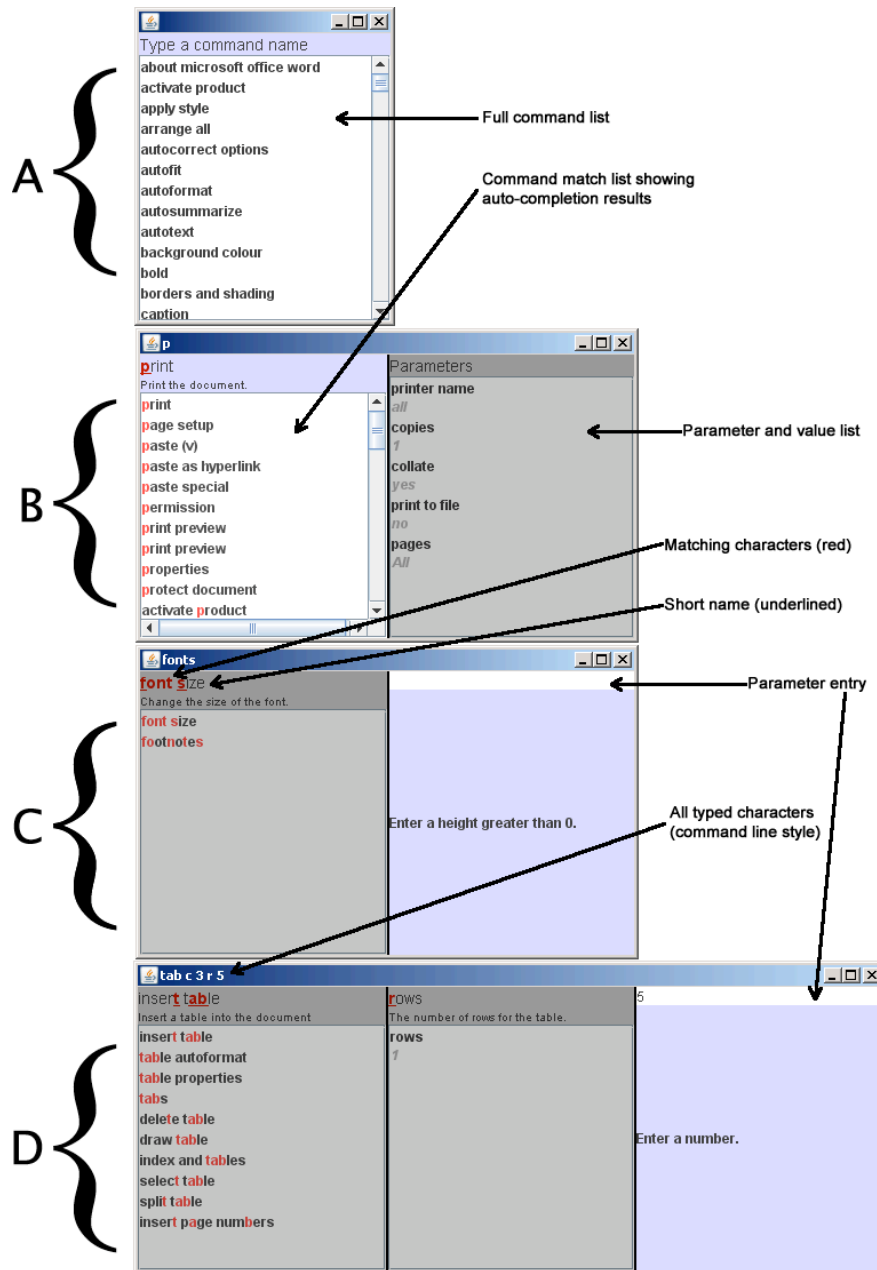 Type a command name
about microsoft office word
activate product
apply style
arrange all
autocorrect options
autofit
autoformat
autosummarize
autotext
background colour
bold
borders and shading
caption
A
Full command list
Command match list showing
auto-completion results
p
print
Print the document.
print
page setup
paste (v)
paste as hyperlink
paste special
permission
print preview
print preview
properties
protect document
activate product
Parameters
printer name
all
copies
1
collate
yes
print to file
no
pages
All
B
Parameter and value list
Matching characters (red)
Short name (underlined)
fonts
font size
Change the size of the font.
font size
footnotes
Enter a height greater than 0.
C
Parameter entry
All typed characters
(command line style)
tab c 3 r 5
insert table
Insert a table into the document
insert table
table autoformat
table properties
tabs
delete table
draw table
index and tables
select table
split table
insert page numbers
rows
The number of rows for the table.
rows
1
5
Enter a number.
D